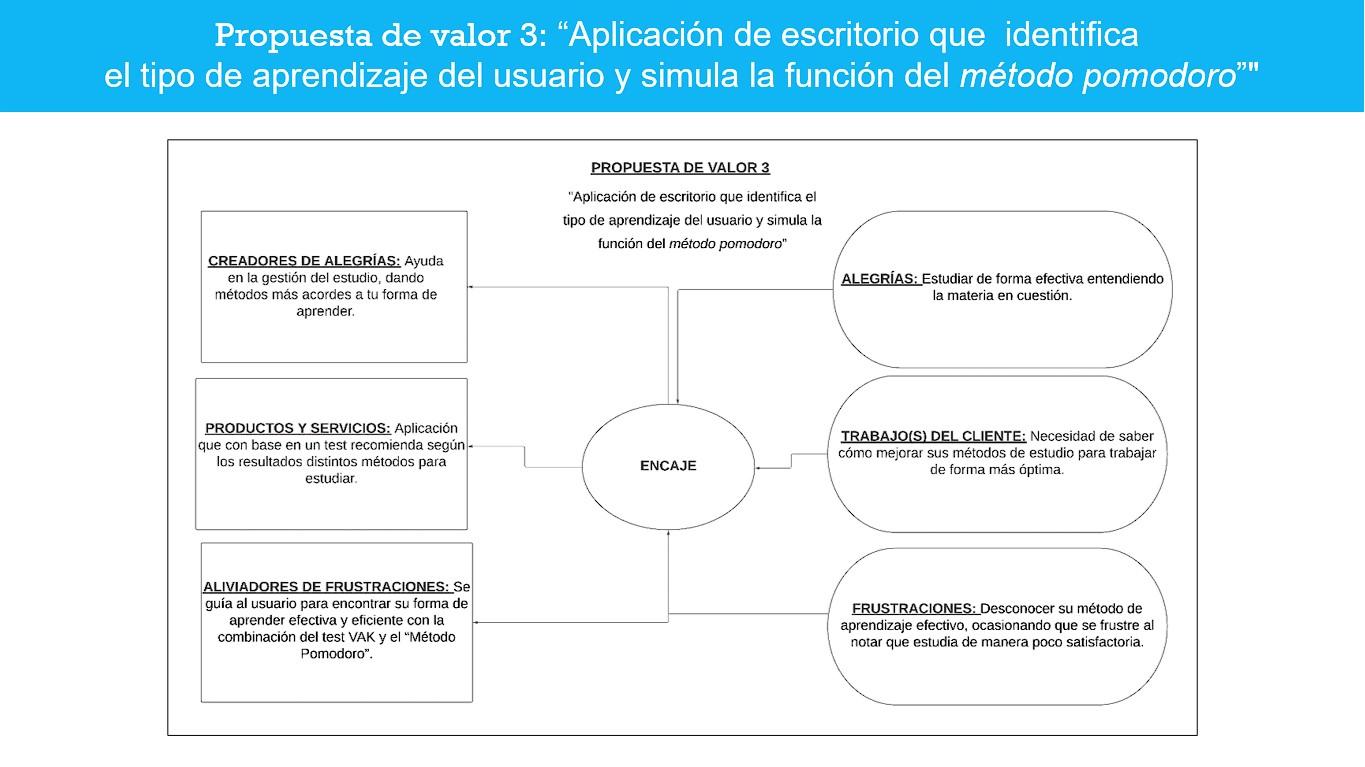 Propuesta de valor 3: “Aplicación de escritorio que identifica
el tipo de aprendizaje del usuario y simula la función del método pomodoro”"
PROPUESTA DE VALOR 3
“Aplicación de escritorio que identifica el
tipo de aprendizaje del usuario y simula la
función del método pomodoro”
CREADORES DE ALEGRÍAS: Ayuda
en la gestión del estudio, dando
métodos más acordes a tu forma de
aprender.
PRODUCTOS Y SERVICIOS: Aplicación
que con base en un test recomienda según
los resultados distintos métodos para
estudiar.
ALIVIADORES DE FRUSTRACIONES: Se
guía al usuario para encontrar su forma de
aprender efectiva y eficiente con la
combinación del test VAK y el “Método
Pomodoro”.
ENCAJE
ALEGRÍAS: Estudiar de forma efectiva entendiendo
la materia en cuestión.
TRABAJO(S) DEL CLIENTE: Necesidad de saber
cómo mejorar sus métodos de estudio para trabajar
de forma más óptima.
FRUSTRACIONES: Desconocer su método de
aprendizaje efectivo, ocasionando que se frustre al
notar que estudia de manera poco satisfactoria.